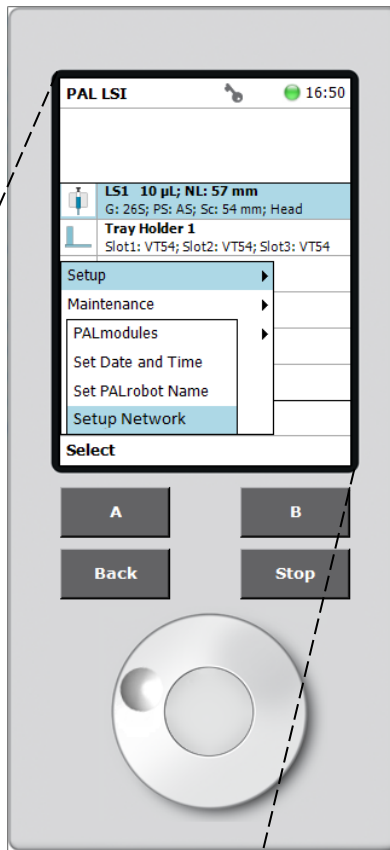 PAL LSI 16:50
LS1 10 µL; NL: 57 mm
G: 26S; PS: AS; Sc: 54 mm; Head
Tray Holder 1
Slot1: VT54; Slot2: VT54; Slot3: VT54
Setup
Maintenance
PALmodules
Set Date and Time
Set PALrobot Name
Setup Network
Select
A B
Back Stop